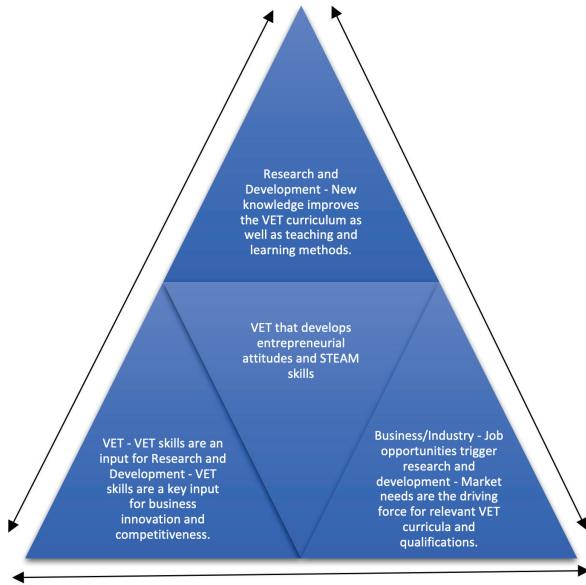 Research and
Development - New
knowledge improves
the VET curriculum as
well as teaching and
learning methods.
VET that develops
entrepreneurial
attitudes and STEAM
skills
VET - VET skills are an
input for Research and
Development - VET
skills are a key input
for business
innovation and
competitiveness.
Business/Industry - Job
opportunities trigger
research and
development - Market
needs are the driving
force for relevant VET
curricula and
qualifications.